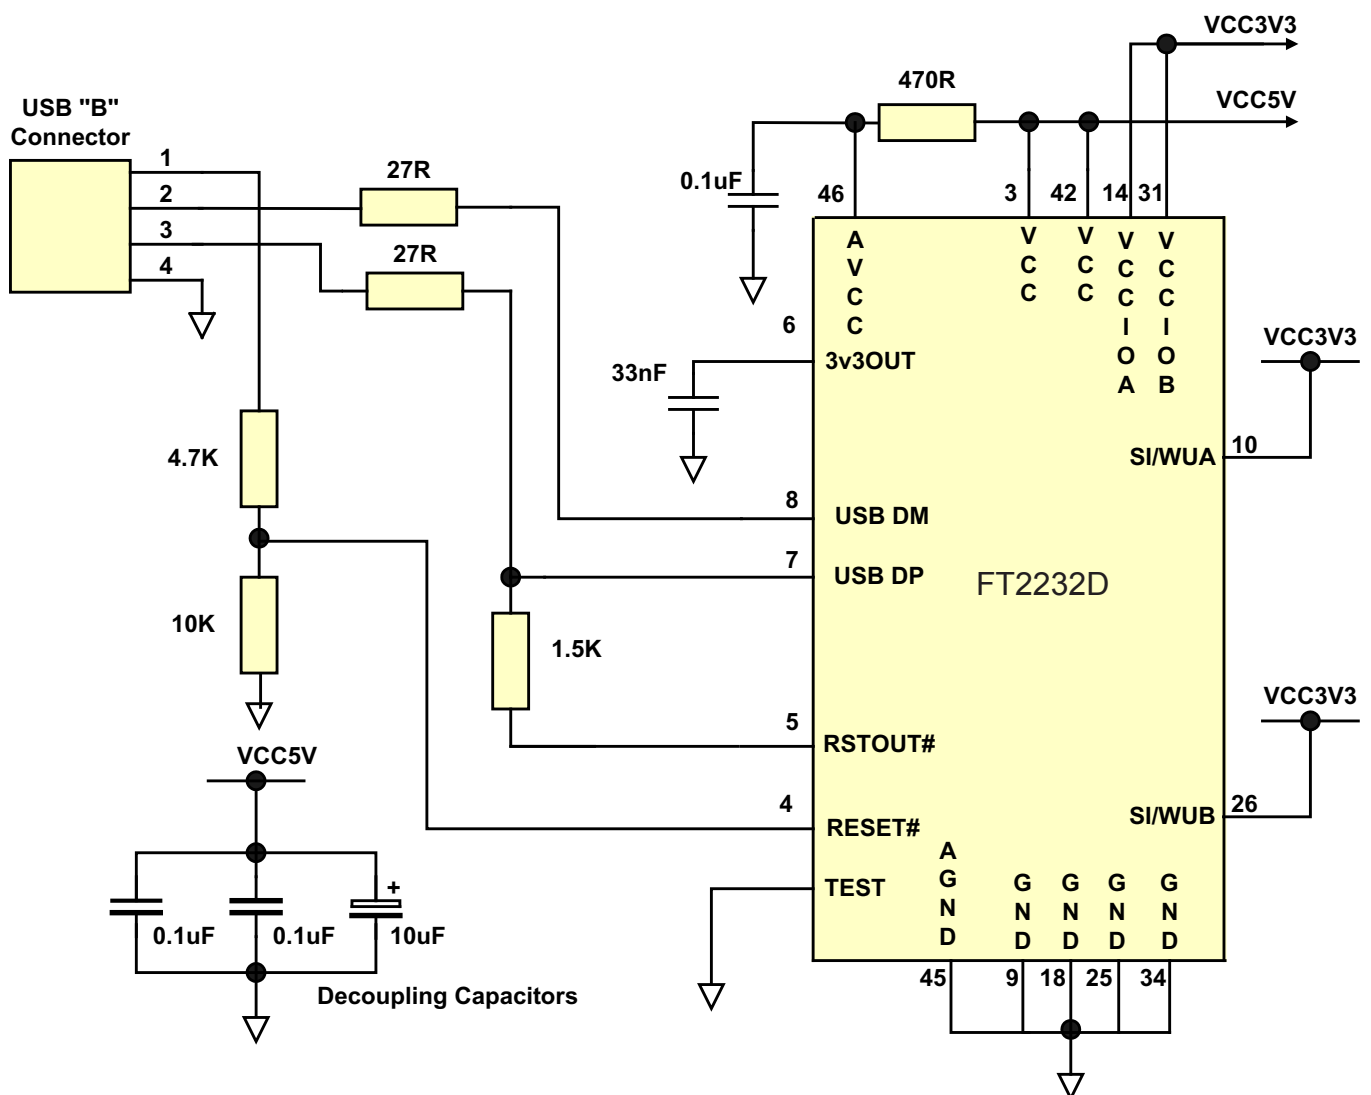 VCC3V3
470R
VCC5V
USB "B"
Connector
1
27R
2
3
27R
4
0.1uF
46
3
42
14
31
AVCC
VCC
VCC
VCCIOA
VCCIOB
6
3v3OUT
33nF
VCC3V3
SI/WUA
10
4.7K
8
USB DM
7
USB DP
FT2232D
10K
1.5K
VCC3V3
5
RSTOUT#
VCC5V
4
RESET#
SI/WUB
26
TEST
AGND
GND
GND
GND
GND
+
0.1uF
0.1uF
10uF
45
9
18
25
34
Decoupling Capacitors